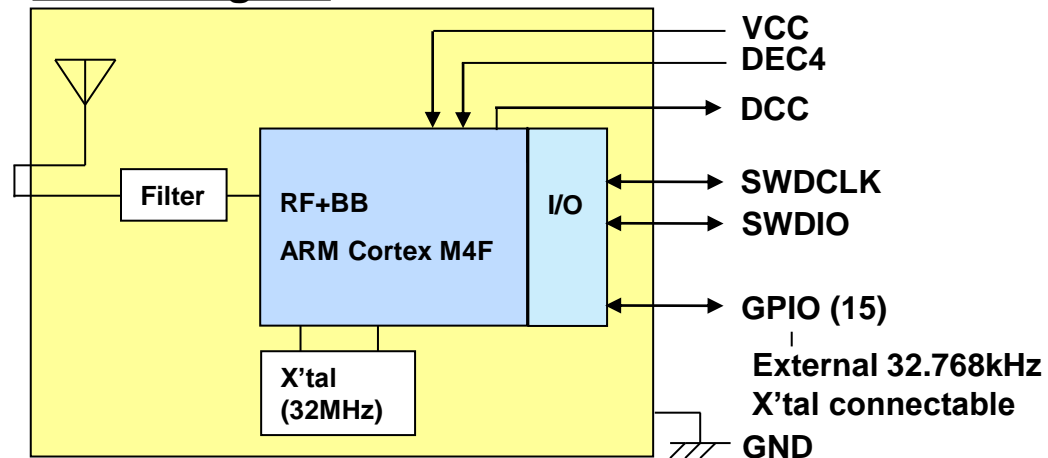 VCC
DEC4
DCC
Filter
RF+BB
ARM Cortex M4F
I/O
SWDCLK
SWDIO
GPIO (15)
External 32.768kHz
X’tal connectable
X’tal
(32MHz)
GND